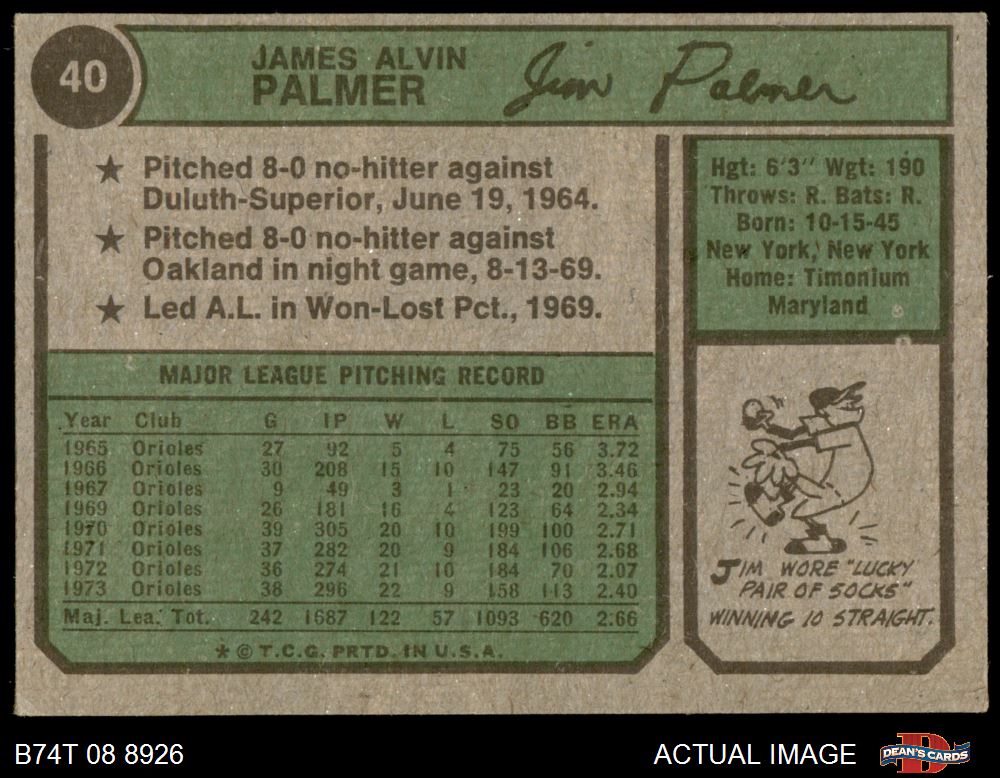 40
JAMES ALVIN
PALMER
Jim Palmer
★ Pitched 8-0 no-hitter against
Duluth-Superior, June 19, 1964.
★ Pitched 8-0 no-hitter against
Oakland in night game, 8-13-69.
★ Led A.L. in Won-Lost Pct., 1969.
Hgt: 6'3" Wgt: 190
Throws: R. Bats: R.
Born: 10-15-45
New York, New York
Home: Timonium
Maryland
MAJOR LEAGUE PITCHING RECORD
Year Club G IP W L SO BB ERA
1965 Orioles 27 92 5 4 75 56 3.72
1966 Orioles 30 208 15 10 147 91 3.46
1967 Orioles 9 49 3 1 23 20 2.94
1969 Orioles 26 181 16 4 123 64 2.34
1970 Orioles 39 305 20 10 199 100 2.71
1971 Orioles 37 282 20 9 184 106 2.68
1972 Orioles 36 274 21 10 184 70 2.07
1973 Orioles 38 296 22 9 158 113 2.40
Maj. Lea. Tot. 242 1687 122 57 1093 620 2.66
* © T.C.G. PRTD. IN U.S.A.
JIM WORE "LUCKY
PAIR OF SOCKS"
WINNING 10 STRAIGHT.
B74T 08 8926
ACTUAL IMAGE
DEAN'S CARDS